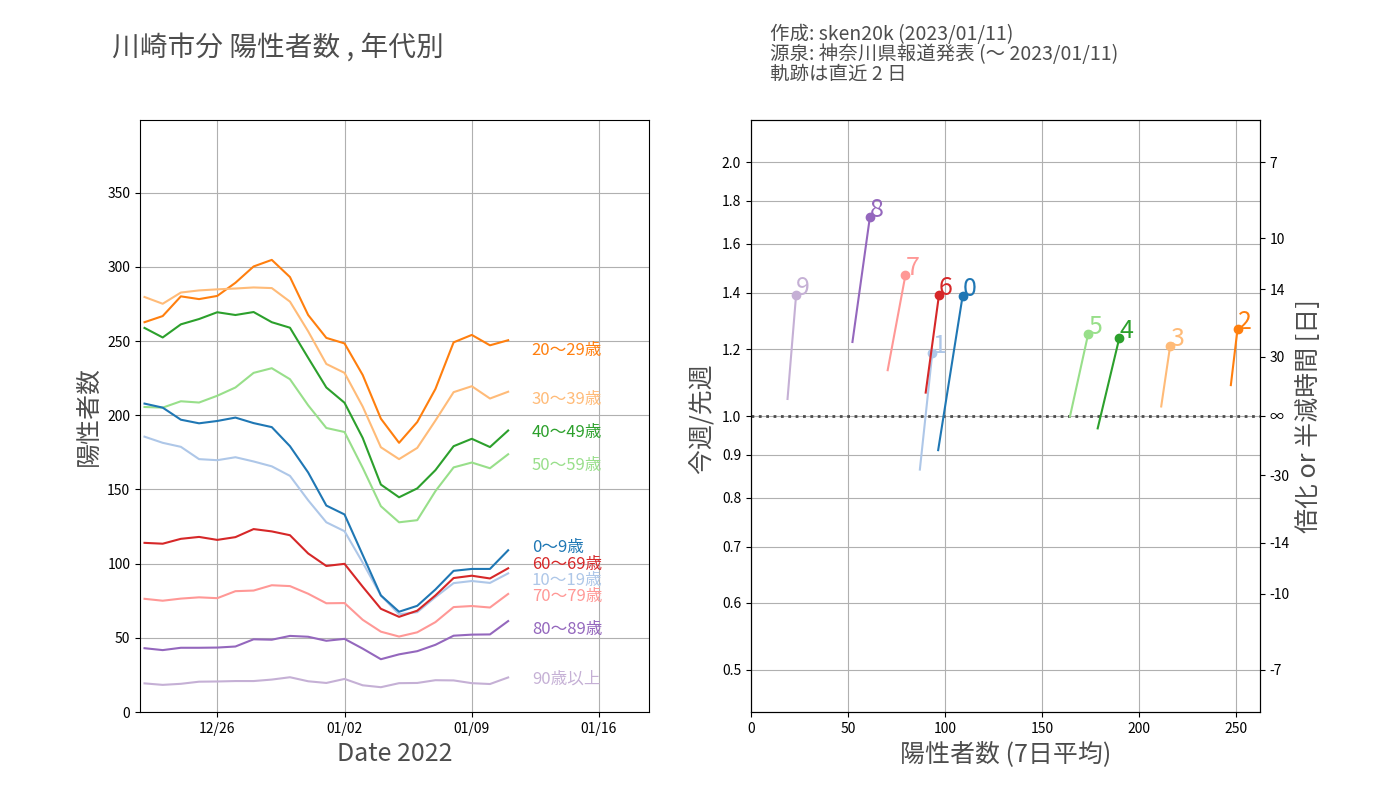 川崎市分 陽性者数 , 年代別
作成: sken20k (2023/01/11)
源泉: 神奈川県報道発表 (～ 2023/01/11)
軌跡は直近 2 日
陽性者数
350
300
250
200
150
100
50
0
12/26
01/02
01/09
01/16
Date 2022
20～29歳
30～39歳
40～49歳
50～59歳
0～9歳
60～69歳
10～19歳
70～79歳
80～89歳
90歳以上
今週/先週
2.0
1.8
1.6
1.4
1.2
1.0
0.9
0.8
0.7
0.6
0.5
8
7
9
6
0
2
5
4
3
1
0
50
100
150
200
250
陽性者数 (7日平均)
7
10
14
30
∞
-30
-14
-10
-7
倍化 or 半減時間 [日]